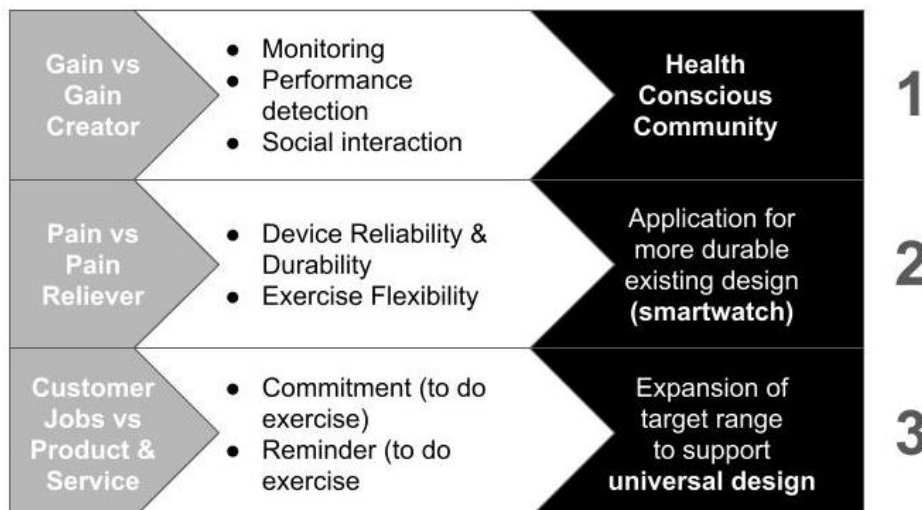 Gain vs
Gain
Creator
● Monitoring
● Performance
detection
● Social interaction
Health
Conscious
Community
1
Pain vs
Pain
Reliever
● Device Reliability &
Durability
● Exercise Flexibility
Application for
more durable
existing design
(smartwatch)
2
Customer
Jobs vs
Product &
Service
● Commitment (to do
exercise)
● Reminder (to do
exercise
Expansion of
target range
to support
universal design
3